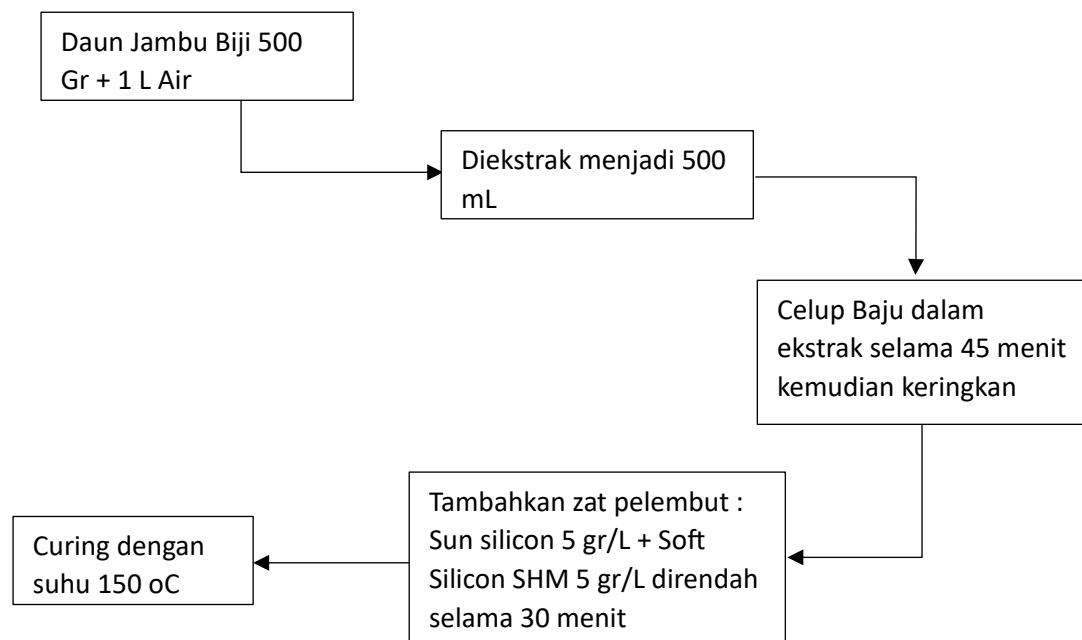 Daun Jambu Biji 500
Gr + 1 L Air
Diekstrak menjadi 500
mL
Celup Baju dalam
ekstrak selama 45 menit
kemudian keringkan
Tambahkan zat pelembut :
Sun silicon 5 gr/L + Soft
Silicon SHM 5 gr/L direndah
selama 30 menit
Curing dengan
suhu 150 oC